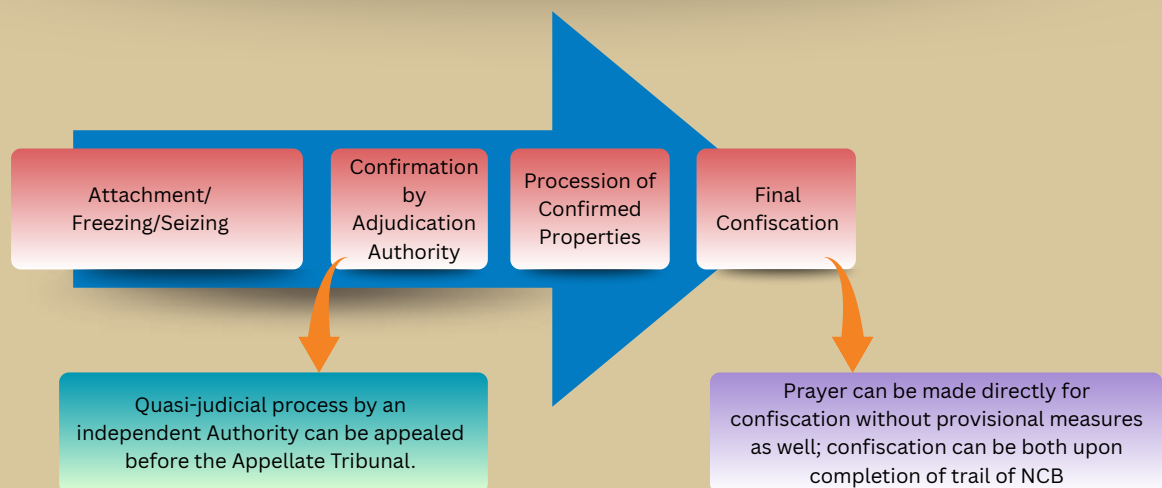 Attachment/
Freezing/Seizing
Confirmation
by
Adjudication
Authority
Procession of
Confirmed
Properties
Final
Confiscation
Quasi-judicial process by an
independent Authority can be appealed
before the Appellate Tribunal.
Prayer can be made directly for
confiscation without provisional measures
as well; confiscation can be both upon
completion of trail of NCB